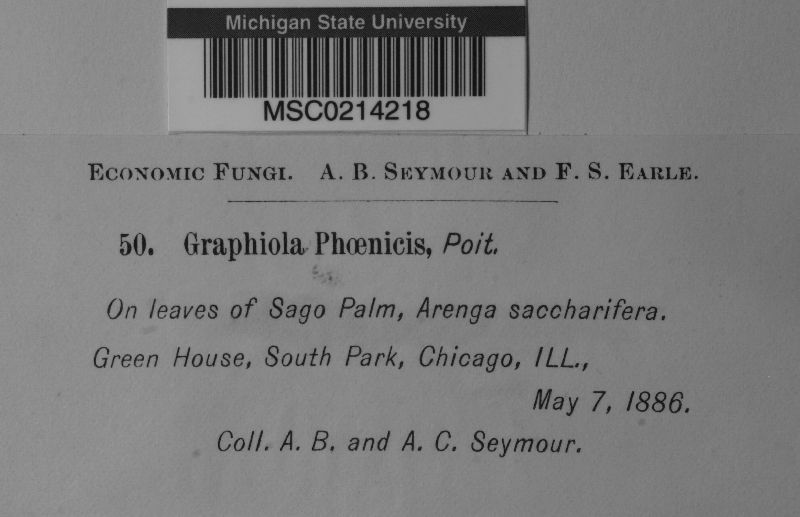 Michigan State University
MSC0214218
ECONOMIC FUNGI. A. B. SEYMOUR AND F. S. EARLE.
50. Graphiola Phœnicis, Poit.
On leaves of Sago Palm, Arenga saccharifera.
Green House, South Park, Chicago, ILL.,
May 7, 1886.
Coll. A. B. and A. C. Seymour.